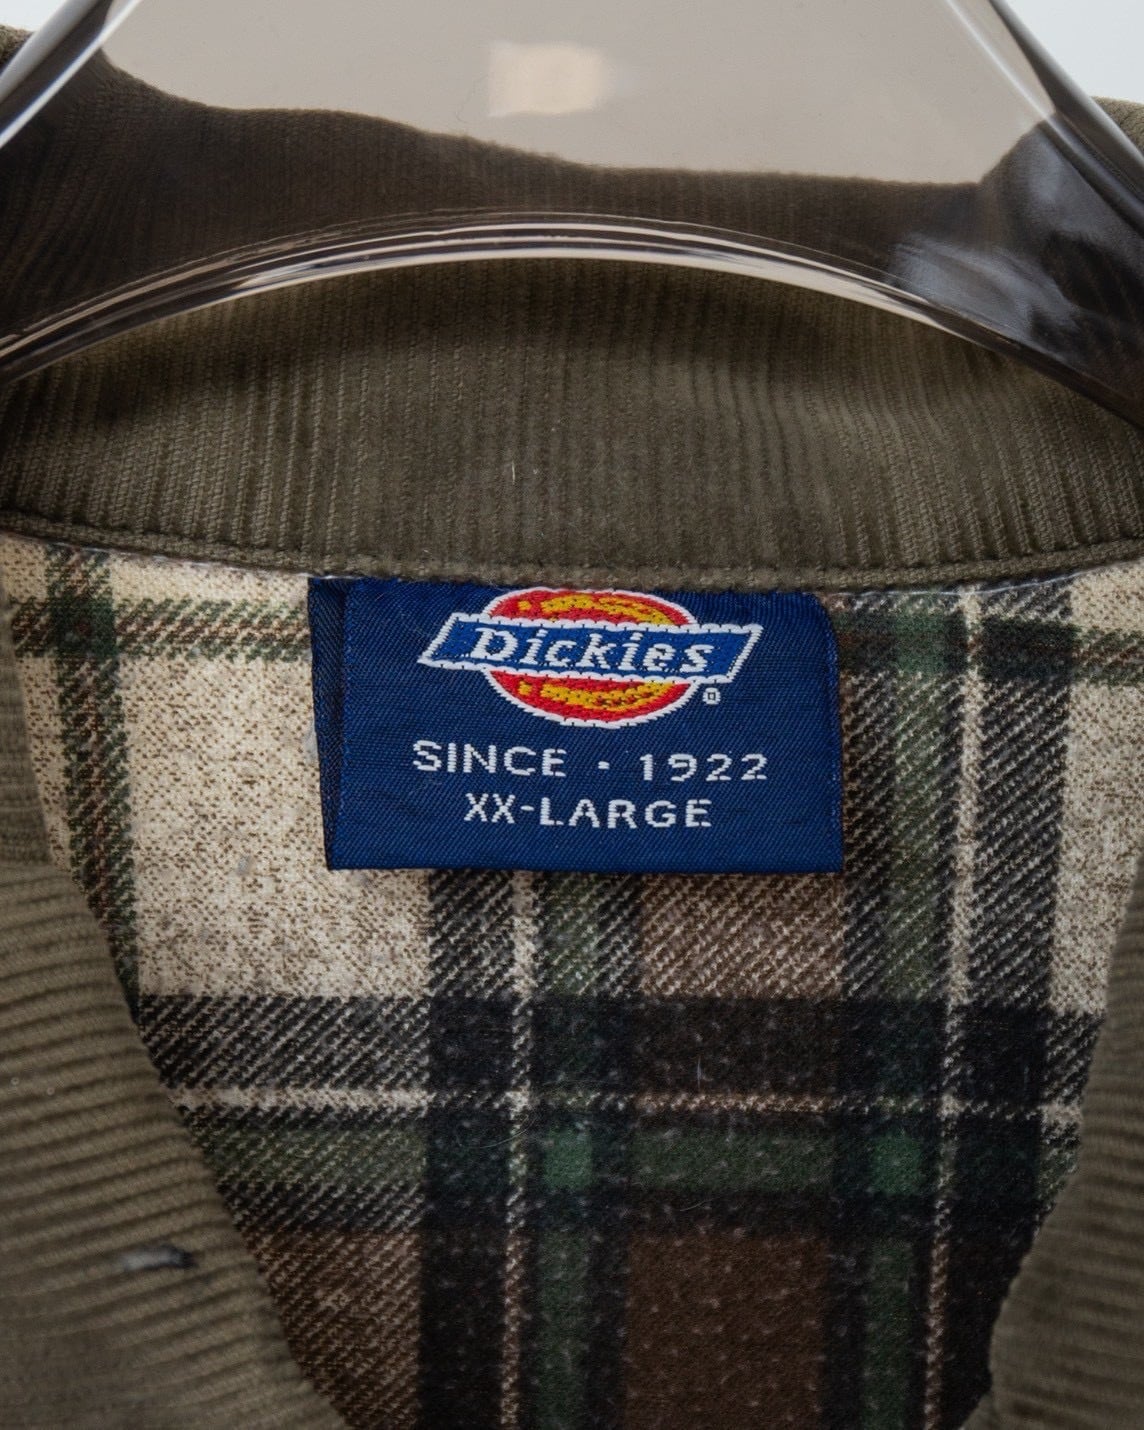 Dickies®
SINCE · 1922
XX-LARGE